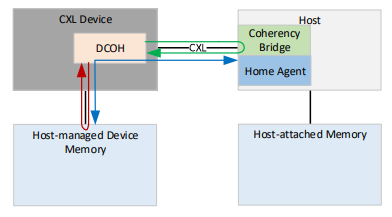 CXL Device
Host
DCOH
CXL
Coherency
Bridge
Home Agent
Host-managed Device
Memory
Host-attached Memory